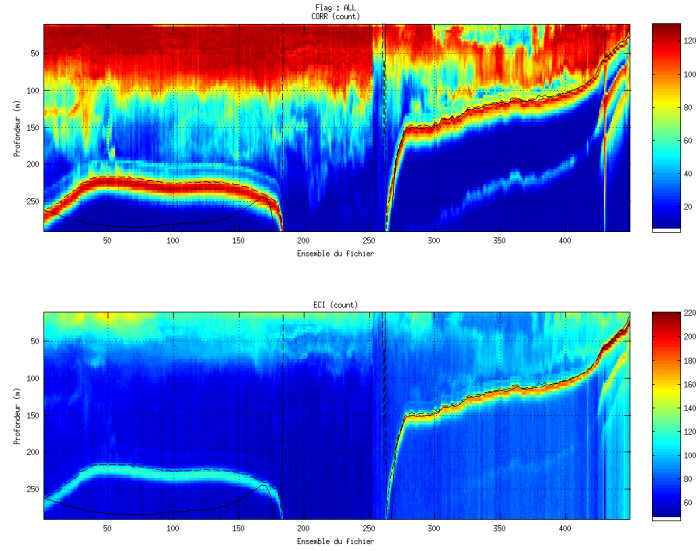 Flag : ALL
CORR (count)
50
100
150
200
250
Profondeur (m)
50 100 150 200 250 300 350 400
Ensemble du fichier
120
100
80
60
40
20
ECI (count)
50
100
150
200
250
Profondeur (m)
50 100 150 200 250 300 350 400
Ensemble du fichier
220
200
180
160
140
120
100
80
60